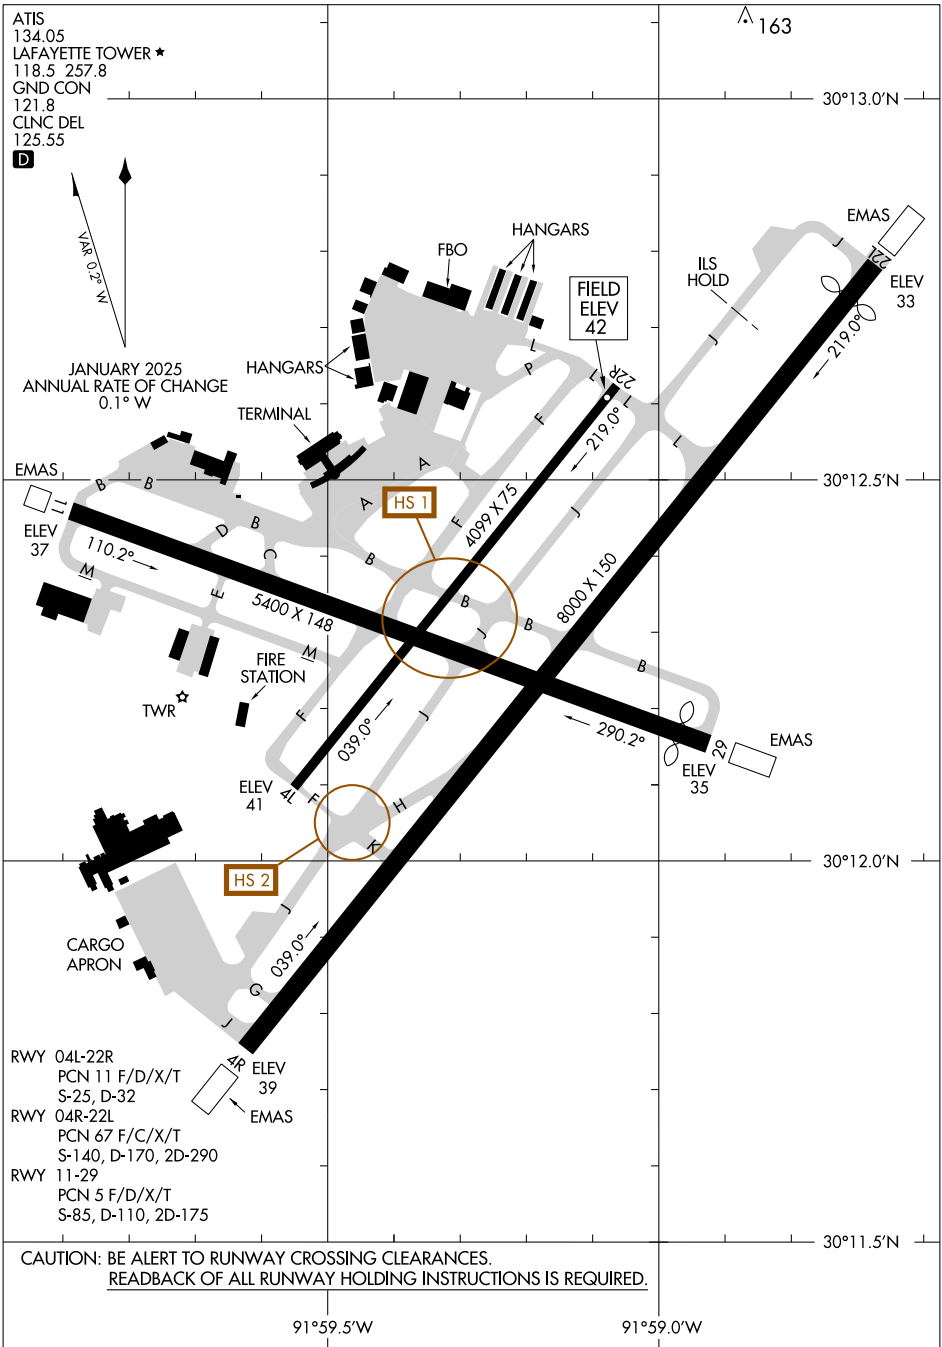 ATIS
134.05
LAFAYETTE TOWER
118.5 257.8
GND CON
121.8
CLNC DEL
125.55
D
163
30°13.0'N
VAR 0.2° W
JANUARY 2025
ANNUAL RATE OF CHANGE
0.1° W
HANGARS
FBO
HANGARS
TERMINAL
FIELD
ELEV
42
ILS
HOLD
EMAS
J
22L
ELEV
33
219.0°
J
L
P
F
L
22R
L
219.0°
L
J
EMAS
11
ELEV
37
B
B
A
A
HS 1
F
4099 X 75
30°12.5'N
110.2°
D
B
C
B
M
E
5400 X 148
M
B
J
B
8000 X 150
B
FIRE
STATION
TWR
F
039.0°
J
290.2°
29
ELEV
35
EMAS
ELEV
41
4L
F
H
K
HS 2
30°12.0'N
CARGO
APRON
J
039.0°
G
J
4R
ELEV
39
EMAS
RWY 04L-22R
PCN 11 F/D/X/T
S-25, D-32
RWY 04R-22L
PCN 67 F/C/X/T
S-140, D-170, 2D-290
RWY 11-29
PCN 5 F/D/X/T
S-85, D-110, 2D-175
30°11.5'N
CAUTION: BE ALERT TO RUNWAY CROSSING CLEARANCES.
READBACK OF ALL RUNWAY HOLDING INSTRUCTIONS IS REQUIRED.
91°59.5'W
91°59.0'W